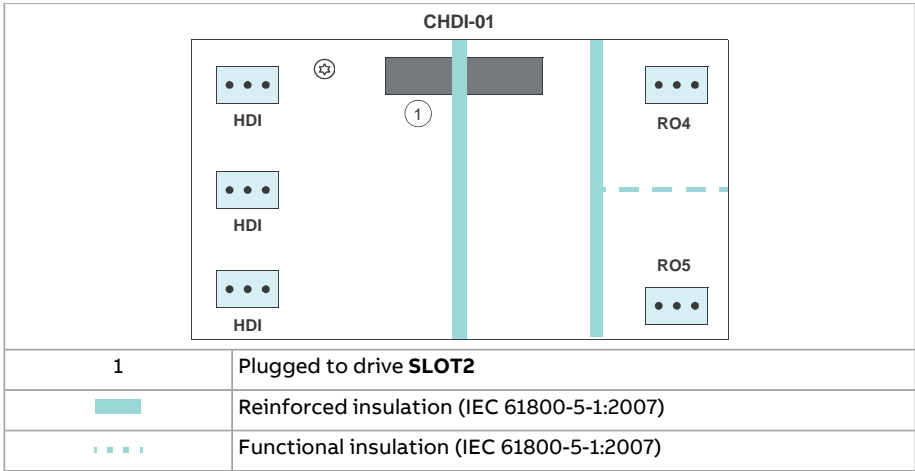 CHDI-01
HDI
1
RO4
HDI
RO5
HDI
1 Plugged to drive SLOT2
Reinforced insulation (IEC 61800-5-1:2007)
Functional insulation (IEC 61800-5-1:2007)